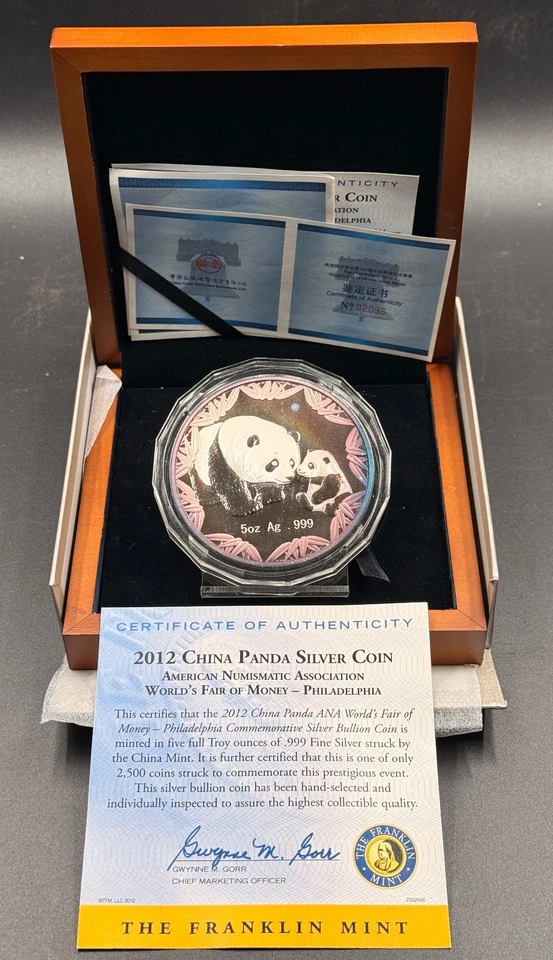 NTICITY
R COIN
ATION
DELPHIA
鉴定证书
Certificate of Authenticity
№02098
5oz Ag .999
CERTIFICATE OF AUTHENTICITY
2012 CHINA PANDA SILVER COIN
AMERICAN NUMISMATIC ASSOCIATION
WORLD'S FAIR OF MONEY – PHILADELPHIA
This certifies that the 2012 China Panda ANA World's Fair of
Money – Philadelphia Commemorative Silver Bullion Coin is
minted in five full Troy ounces of .999 Fine Silver struck by
the China Mint. It is further certified that this is one of only
2,500 coins struck to commemorate this prestigious event.
This silver bullion coin has been hand-selected and
individually inspected to assure the highest collectible quality.
Gwynne M. Gorr
GWYNNE M. GORR
CHIEF MARKETING OFFICER
THE FRANKLIN MINT
©TFM, LLC 2012
THE FRANKLIN MINT